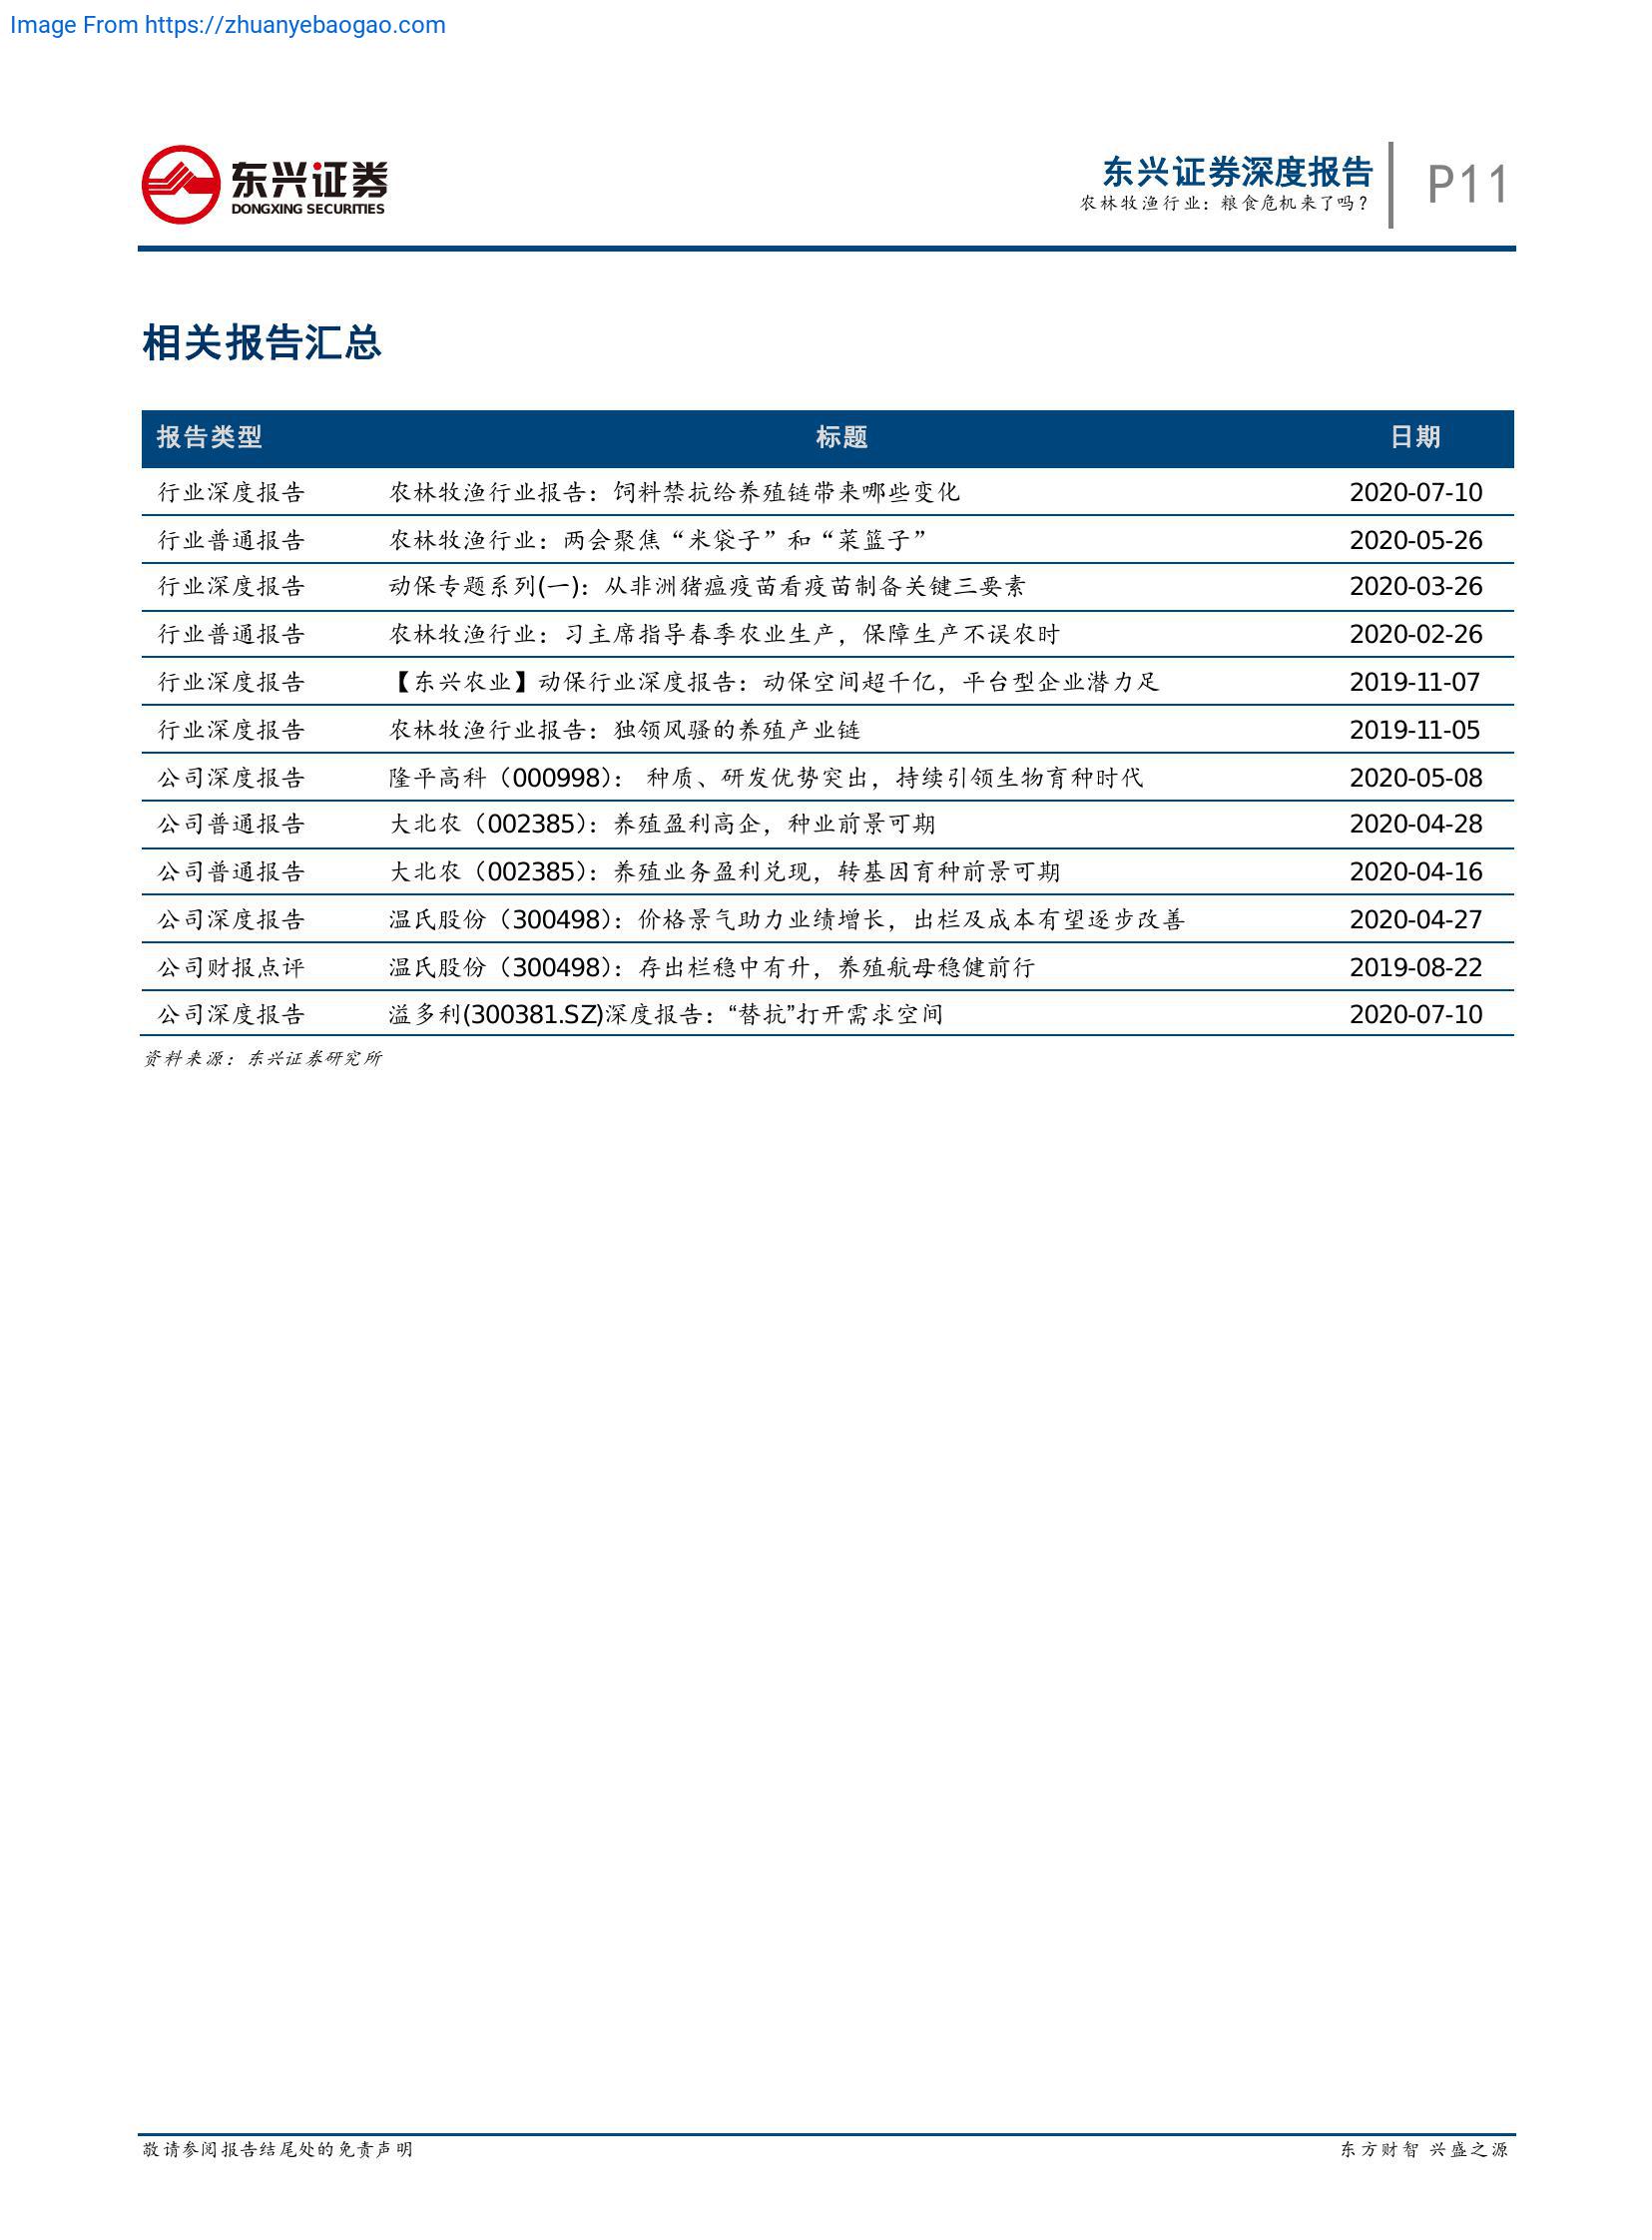 Image From https://zhuanyebaogao.com
东兴证券
DONGXING SECURITIES
东兴证券深度报告
农林牧渔行业：粮食危机来了吗？
P11
相关报告汇总
报告类型 标题 日期
行业深度报告 农林牧渔行业报告：饲料禁抗给养殖链带来哪些变化 2020-07-10
行业普通报告 农林牧渔行业：两会聚焦“米袋子”和“菜篮子” 2020-05-26
行业深度报告 动保专题系列(一)：从非洲猪瘟疫苗看疫苗制备关键三要素 2020-03-26
行业普通报告 农林牧渔行业：习主席指导春季农业生产，保障生产不误农时 2020-02-26
行业深度报告 【东兴农业】动保行业深度报告：动保空间超千亿，平台型企业潜力足 2019-11-07
行业深度报告 农林牧渔行业报告：独领风骚的养殖产业链 2019-11-05
公司深度报告 隆平高科（000998）： 种质、研发优势突出，持续引领生物育种时代 2020-05-08
公司普通报告 大北农（002385）：养殖盈利高企，种业前景可期 2020-04-28
公司普通报告 大北农（002385）：养殖业务盈利兑现，转基因育种前景可期 2020-04-16
公司深度报告 温氏股份（300498）：价格景气助力业绩增长，出栏及成本有望逐步改善 2020-04-27
公司财报点评 温氏股份（300498）：存出栏稳中有升，养殖航母稳健前行 2019-08-22
公司深度报告 溢多利(300381.SZ)深度报告：“替抗”打开需求空间 2020-07-10
资料来源：东兴证券研究所
敬请参阅报告结尾处的免责声明
东方财智 兴盛之源